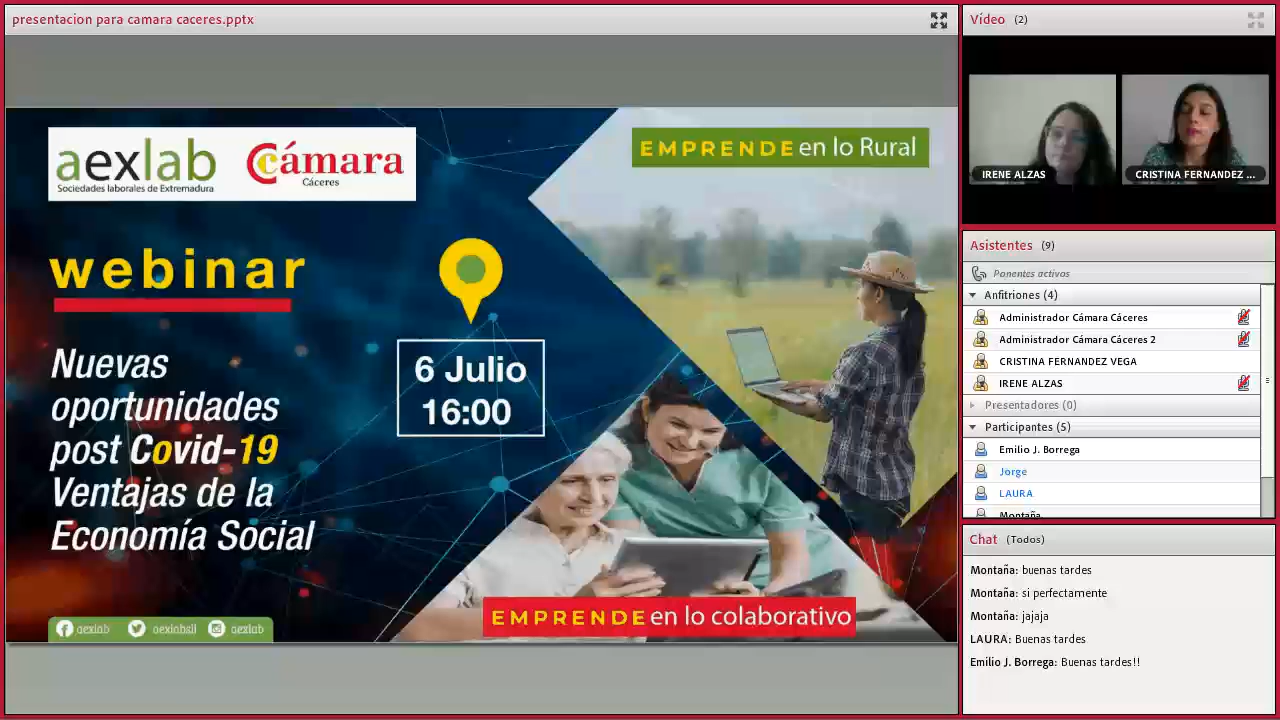 presentacion para camara caceres.pptx
aexlab
Sociedades laborales de Extremadura
Cámara
Cáceres
EMPRENDE en lo Rural
webinar
6 Julio
16:00
Nuevas
oportunidades
post Covid-19
Ventajas de la
Economía Social
EMPRENDE en lo colaborativo
aexlab
aexlabsll
aexlab
Vídeo (2)
IRENE ALZAS
CRISTINA FERNANDEZ ...
Asistentes (9)
Ponentes activos
Anfitriones (4)
Administrador Cámara Cáceres
Administrador Cámara Cáceres 2
CRISTINA FERNANDEZ VEGA
IRENE ALZAS
Presentadores (0)
Participantes (5)
Emilio J. Borrega
Jorge
LAURA
Montaña
Chat (Todos)
Montaña: buenas tardes
Montaña: si perfectamente
Montaña: jajaja
LAURA: Buenas tardes
Emilio J. Borrega: Buenas tardes!!